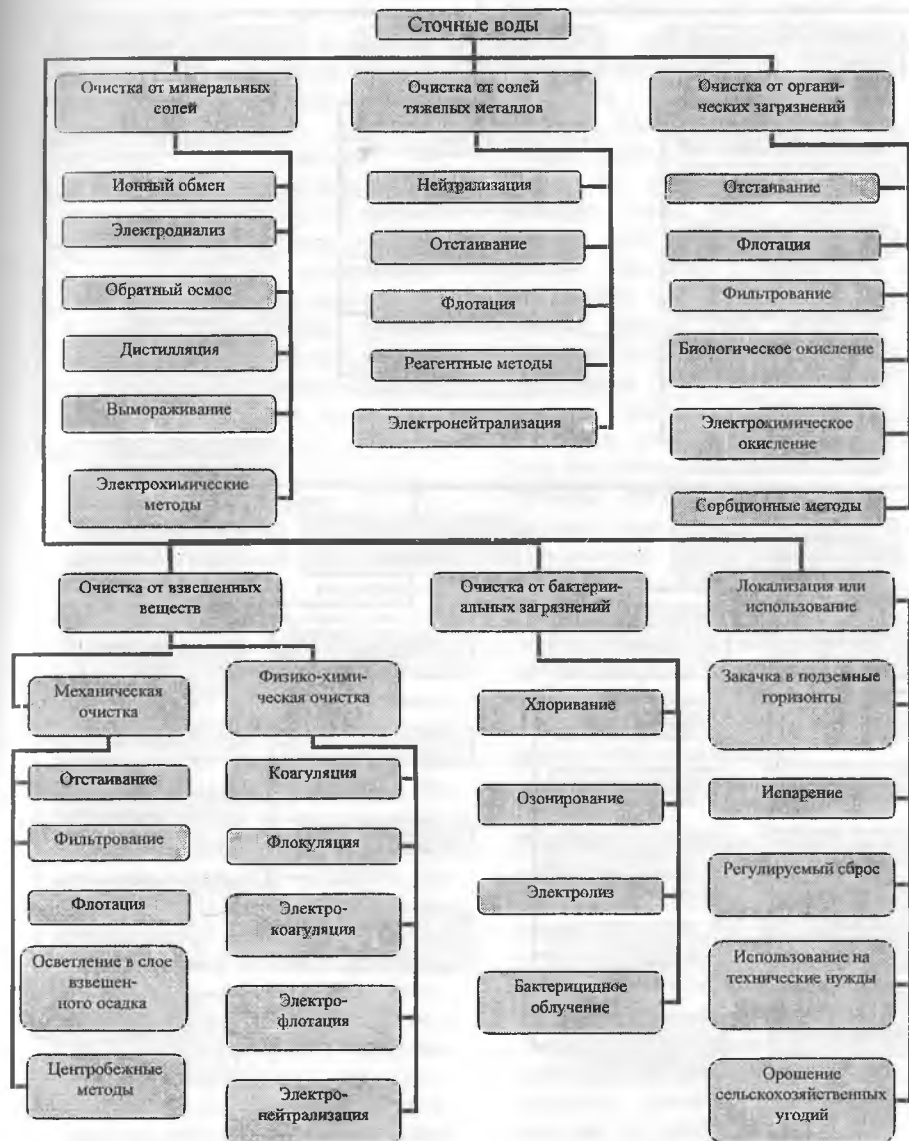 Сточные воды
Очистка от минеральных
солей
Очистка от солей
тяжелых металлов
Очистка от органи-
ческих загрязнений
Ионный обмен
Электродиализ
Обратный осмос
Дистилляция
Вымораживание
Электрохимические
методы
Нейтрализация
Отстаивание
Флотация
Реагентные методы
Электронейтрализация
Отстаивание
Флотация
Фильтрование
Биологическое окисление
Электрохимическое
окисление
Сорбционные методы
Очистка от взвешенных
веществ
Очистка от бактери-
альных загрязнений
Локализация или
использование
Механическая
очистка
Физико-хими-
ческая очистка
Отстаивание
Фильтрование
Флотация
Осветление в слое
взвешен-
ного осадка
Центробежные
методы
Коагуляция
Флокуляция
Электро-
коагуляция
Электро-
флотация
Электро-
нейтрализация
Хлоривание
Озонирование
Электролиз
Бактерицидное
облучение
Закачка в подземные
горизонты
Испарение
Регулируемый сброс
Использование на
технические нужды
Орошение
сельскохозяйственных
угодий